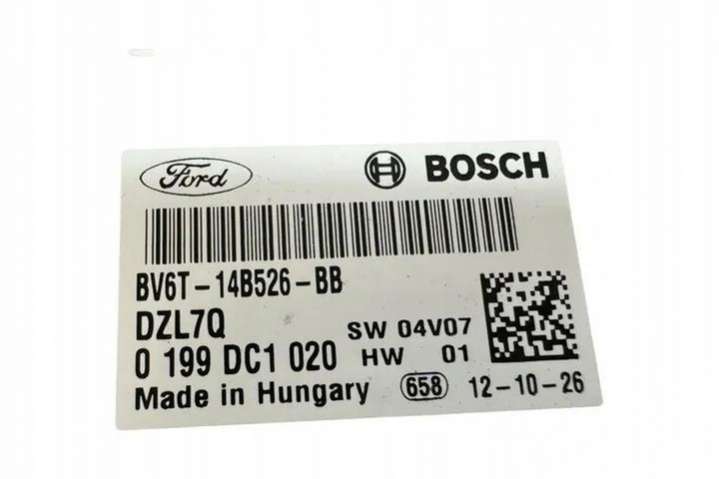 Ford BOSCH
BV6T-14B526-BB
DZL7Q SW 04V07
0 199 DC1 020 HW 01
Made in Hungary 658 12-10-26